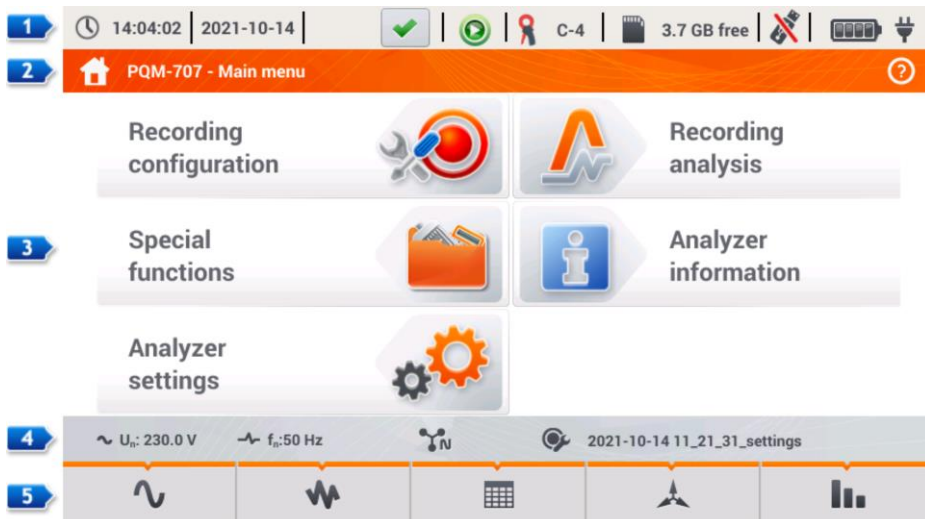 1 14:04:02 2021-10-14 C-4 3.7 GB free
2 PQM-707 - Main menu ?
Recording
configuration
Recording
analysis
3
Special
functions
Analyzer
information
Analyzer
settings
4 Un: 230.0 V fn:50 Hz N 2021-10-14 11_21_31_settings
5